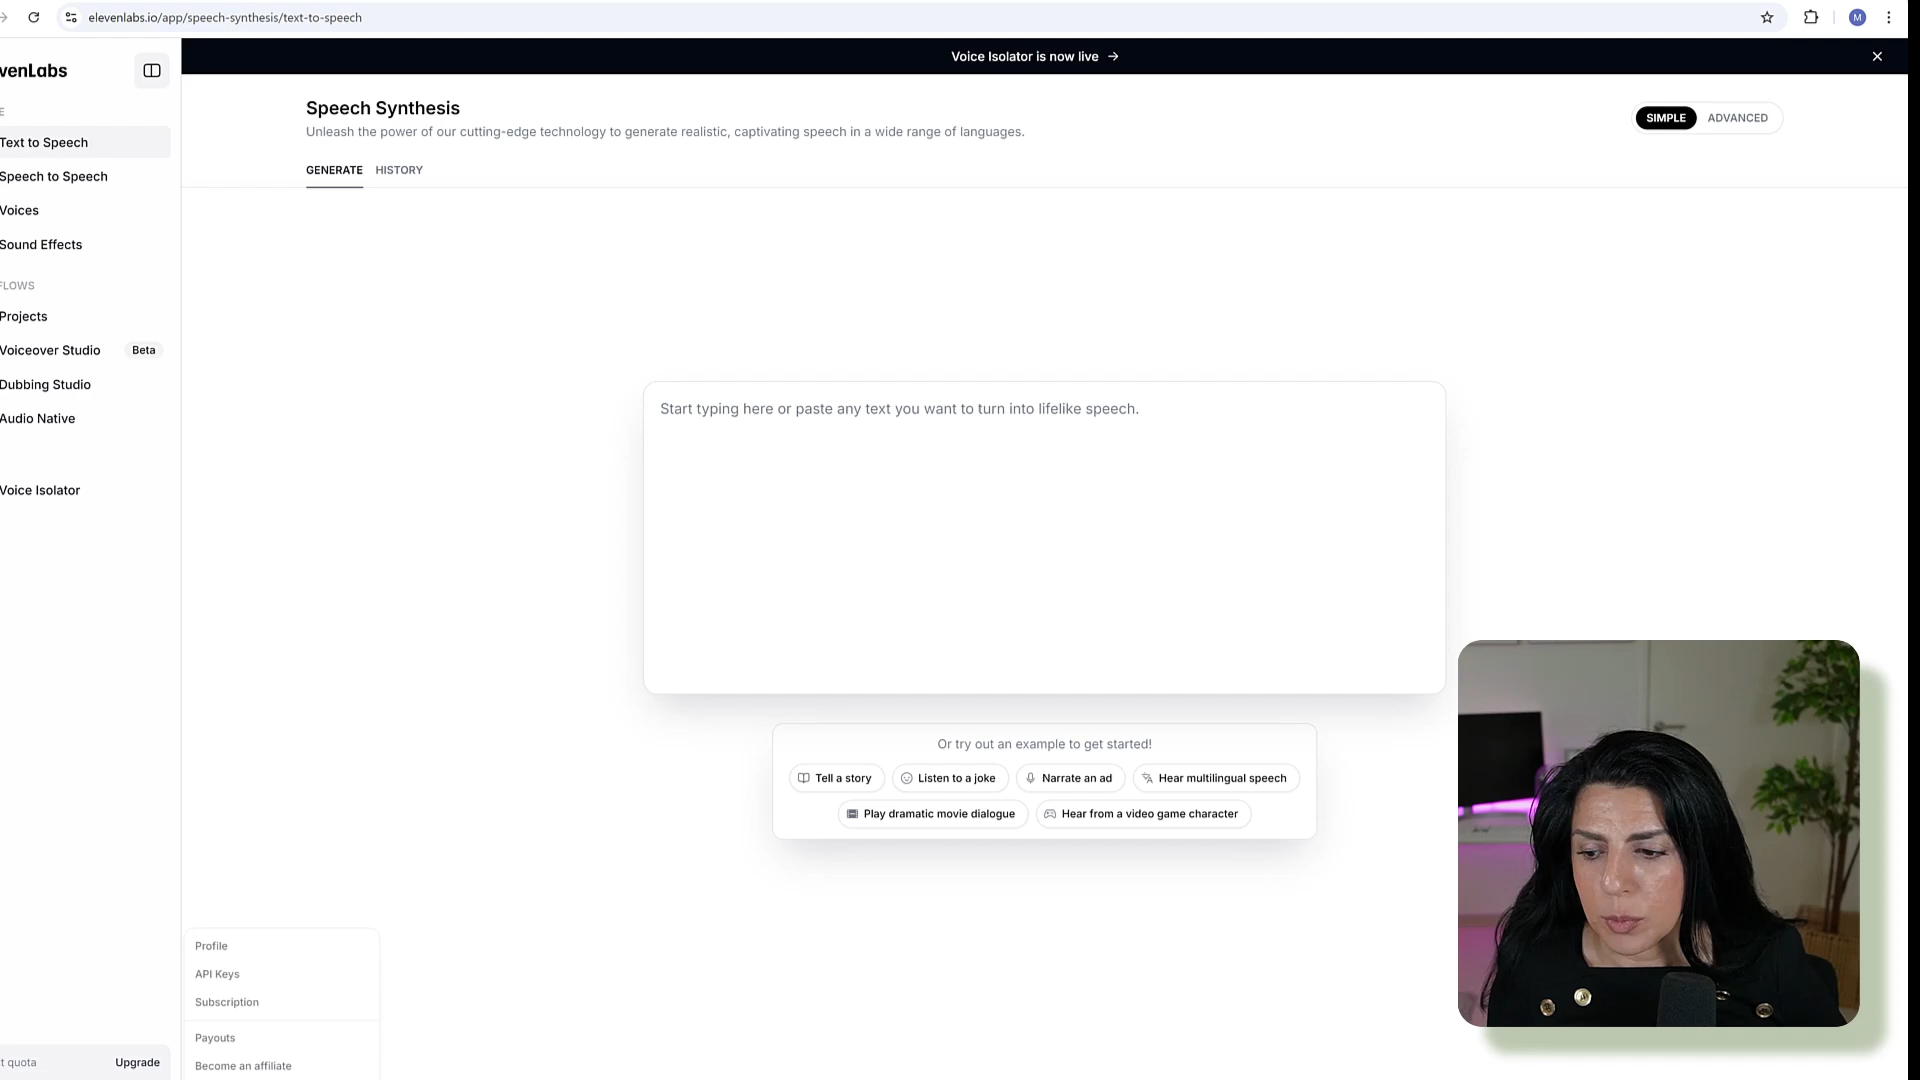 elevenlabs.io/app/speech-synthesis/text-to-speech
M
Voice Isolator is now live →
venLabs
E
Text to Speech
Speech to Speech
Voices
Sound Effects
FLOWS
Projects
Voiceover Studio Beta
Dubbing Studio
Audio Native
Voice Isolator
Speech Synthesis
Unleash the power of our cutting-edge technology to generate realistic, captivating speech in a wide range of languages.
SIMPLE ADVANCED
GENERATE HISTORY
Start typing here or paste any text you want to turn into lifelike speech.
Or try out an example to get started!
Tell a story Listen to a joke Narrate an ad Hear multilingual speech
Play dramatic movie dialogue Hear from a video game character
Profile
API Keys
Subscription
Payouts
Become an affiliate
t quota Upgrade